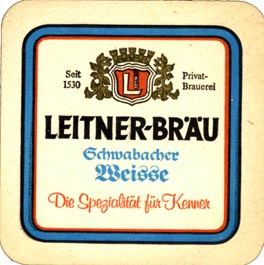 Seit 1530
L
Privat-Brauerei
LEITNER-BRÄU
Schwabacher
Weisse
Die Spezialität für Kenner